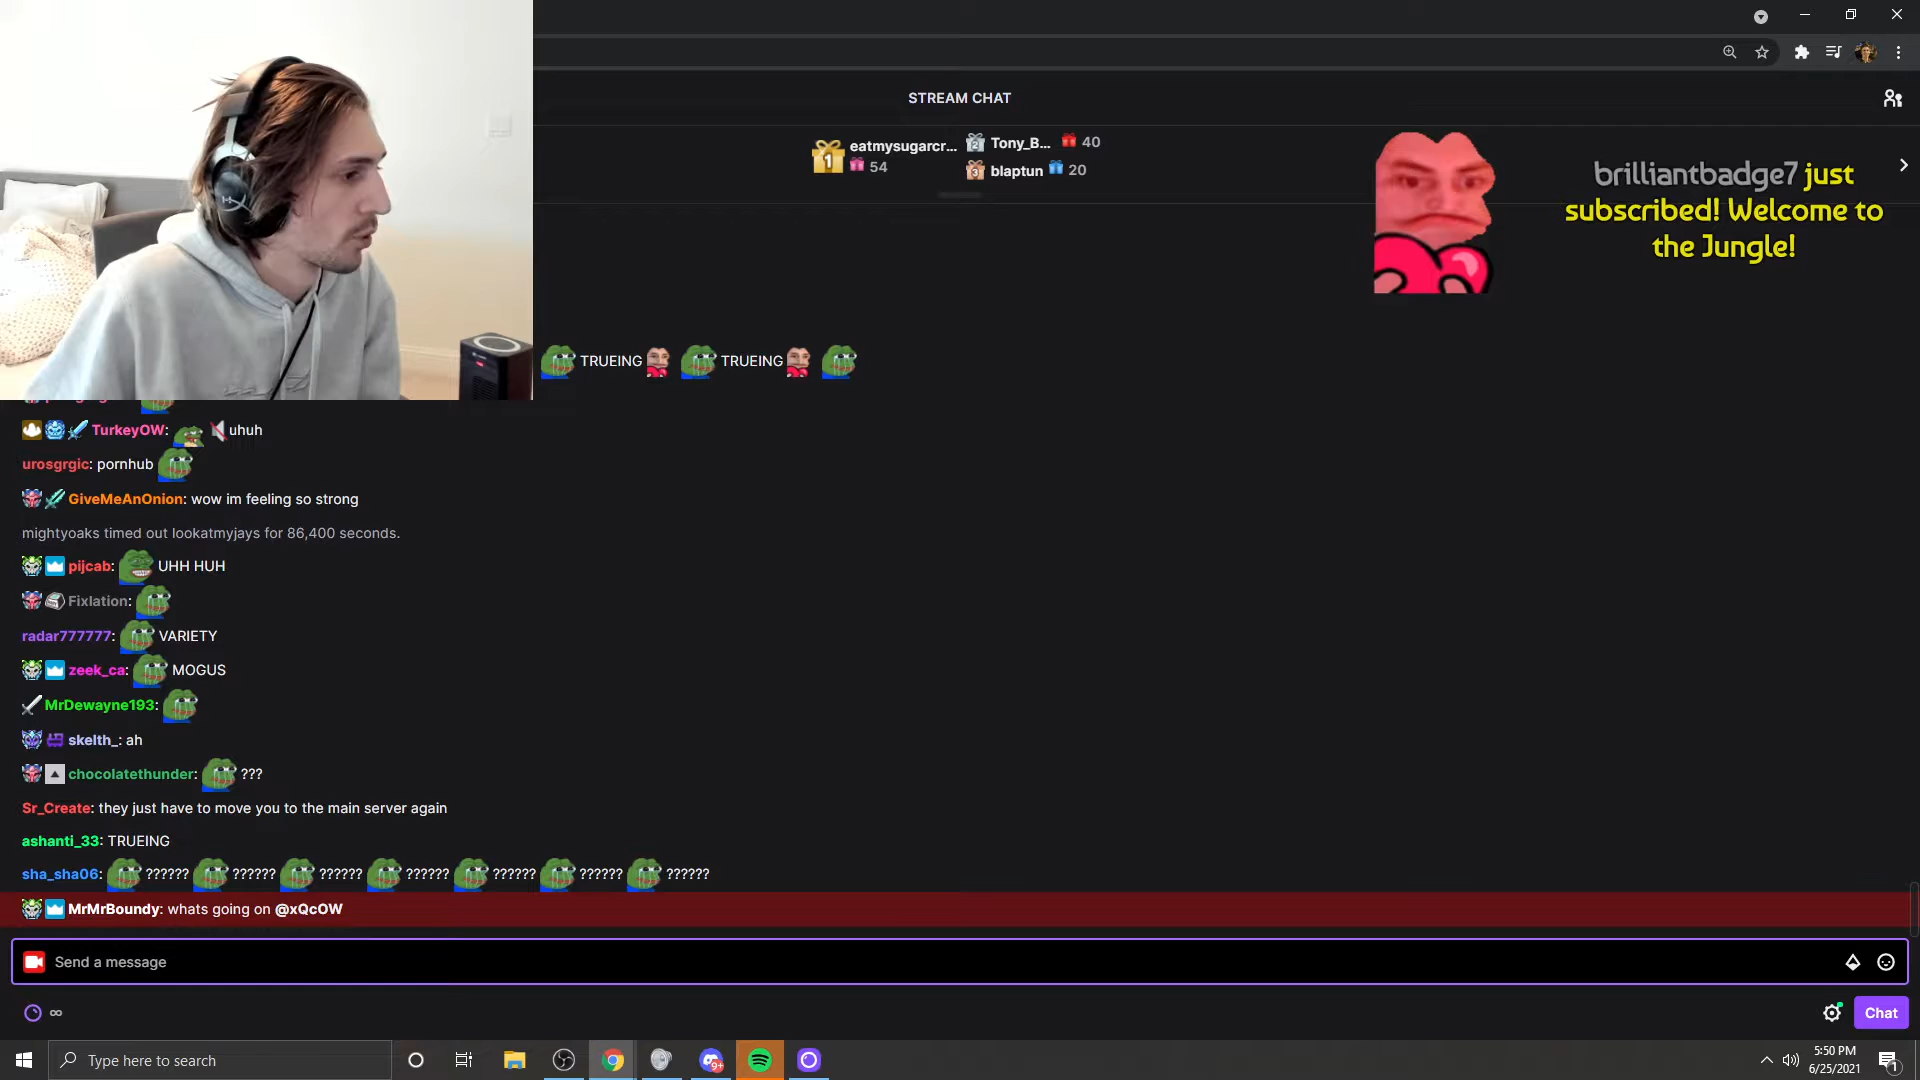 STREAM CHAT
eatmysugarcr... Tony_B... 40
1 54 blaptun 20
brilliantbadge7 just
subscribed! Welcome to
the Jungle!
TRUEING TRUEING
TurkeyOW: uhuh
urosgrgic: pornhub
GiveMeAnOnion: wow im feeling so strong
mightyoaks timed out lookatmyjays for 86,400 seconds.
pijcab: UHH HUH
Fixlation:
radar777777: VARIETY
zeek_ca: MOGUS
MrDewayne193:
skelth_: ah
chocolatethunder: ???
Sr_Create: they just have to move you to the main server again
ashanti_33: TRUEING
sha_sha06: ?????? ?????? ?????? ?????? ?????? ?????? ??????
MrMrBoundy: whats going on @xQcOW
Send a message
∞
Chat
Type here to search
9+
5:50 PM
6/25/2021
1